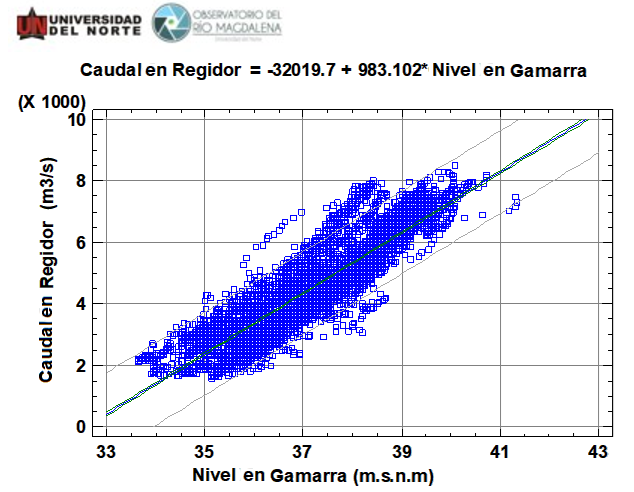 UN UNIVERSIDAD
DEL NORTE
OBSERVATORIO DEL
RÍO MAGDALENA
Caudal en Regidor = -32019.7 + 983.102* Nivel en Gamarra
(X 1000)
10
8
6
4
2
0
Caudal en Regidor (m3/s)
33 35 37 39 41 43
Nivel en Gamarra (m.s.n.m)